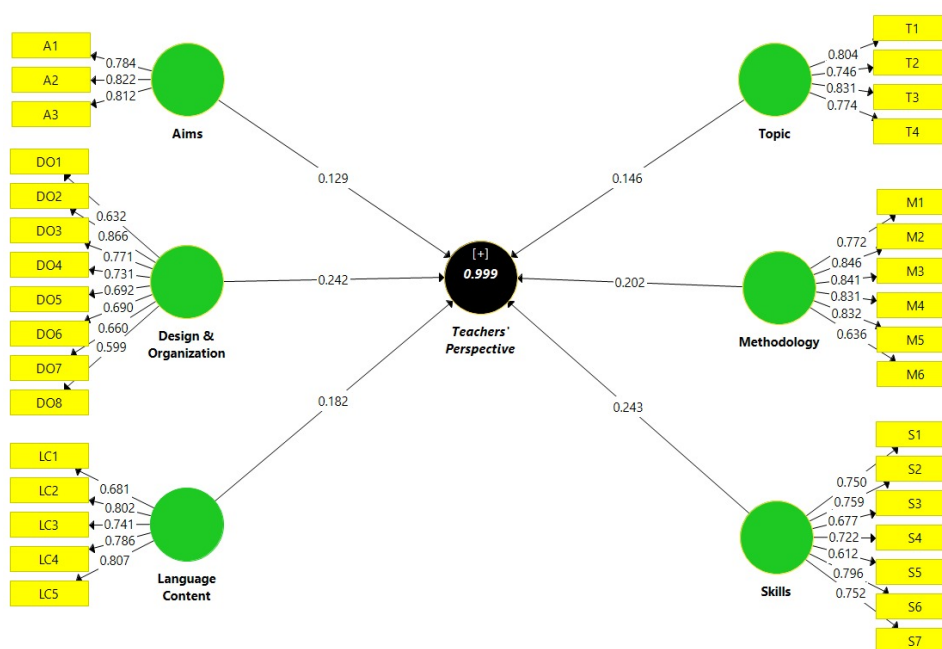 A1
A2
A3
0.784
0.822
0.812
Aims
T1
T2
T3
T4
0.804
0.746
0.831
0.774
Topic
0.129
0.146
DO1
DO2
DO3
DO4
DO5
DO6
DO7
DO8
0.632
0.866
0.771
0.731
0.692
0.690
0.660
0.599
Design &
Organization
0.242
[+]
0.999
Teachers'
Perspective
0.202
M1
M2
M3
M4
M5
M6
0.772
0.846
0.841
0.831
0.832
0.636
Methodology
0.182
0.243
LC1
LC2
LC3
LC4
LC5
0.681
0.802
0.741
0.786
0.807
Language
Content
S1
S2
S3
S4
S5
S6
S7
0.750
0.759
0.677
0.722
0.612
0.796
0.752
Skills